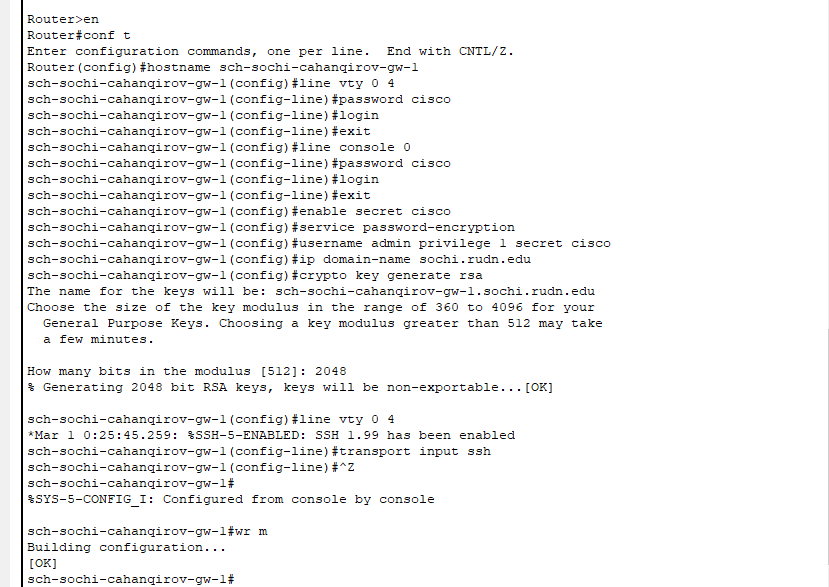 Router>en
Router#conf t
Enter configuration commands, one per line.  End with CNTL/Z.
Router(config)#hostname sch-sochi-cahanqirov-gw-1
sch-sochi-cahanqirov-gw-1(config)#line vty 0 4
sch-sochi-cahanqirov-gw-1(config-line)#password cisco
sch-sochi-cahanqirov-gw-1(config-line)#login
sch-sochi-cahanqirov-gw-1(config-line)#exit
sch-sochi-cahanqirov-gw-1(config)#line console 0
sch-sochi-cahanqirov-gw-1(config-line)#password cisco
sch-sochi-cahanqirov-gw-1(config-line)#login
sch-sochi-cahanqirov-gw-1(config-line)#exit
sch-sochi-cahanqirov-gw-1(config)#enable secret cisco
sch-sochi-cahanqirov-gw-1(config)#service password-encryption
sch-sochi-cahanqirov-gw-1(config)#username admin privilege 1 secret cisco
sch-sochi-cahanqirov-gw-1(config)#ip domain-name sochi.rudn.edu
sch-sochi-cahanqirov-gw-1(config)#crypto key generate rsa
The name for the keys will be: sch-sochi-cahanqirov-gw-1.sochi.rudn.edu
Choose the size of the key modulus in the range of 360 to 4096 for your
  General Purpose Keys. Choosing a key modulus greater than 512 may take
  a few minutes.

How many bits in the modulus [512]: 2048
% Generating 2048 bit RSA keys, keys will be non-exportable...[OK]

sch-sochi-cahanqirov-gw-1(config)#line vty 0 4
*Mar 1 0:25:45.259: %SSH-5-ENABLED: SSH 1.99 has been enabled
sch-sochi-cahanqirov-gw-1(config-line)#transport input ssh
sch-sochi-cahanqirov-gw-1(config-line)#^Z
sch-sochi-cahanqirov-gw-1#
%SYS-5-CONFIG_I: Configured from console by console

sch-sochi-cahanqirov-gw-1#wr m
Building configuration...
[OK]
sch-sochi-cahanqirov-gw-1#